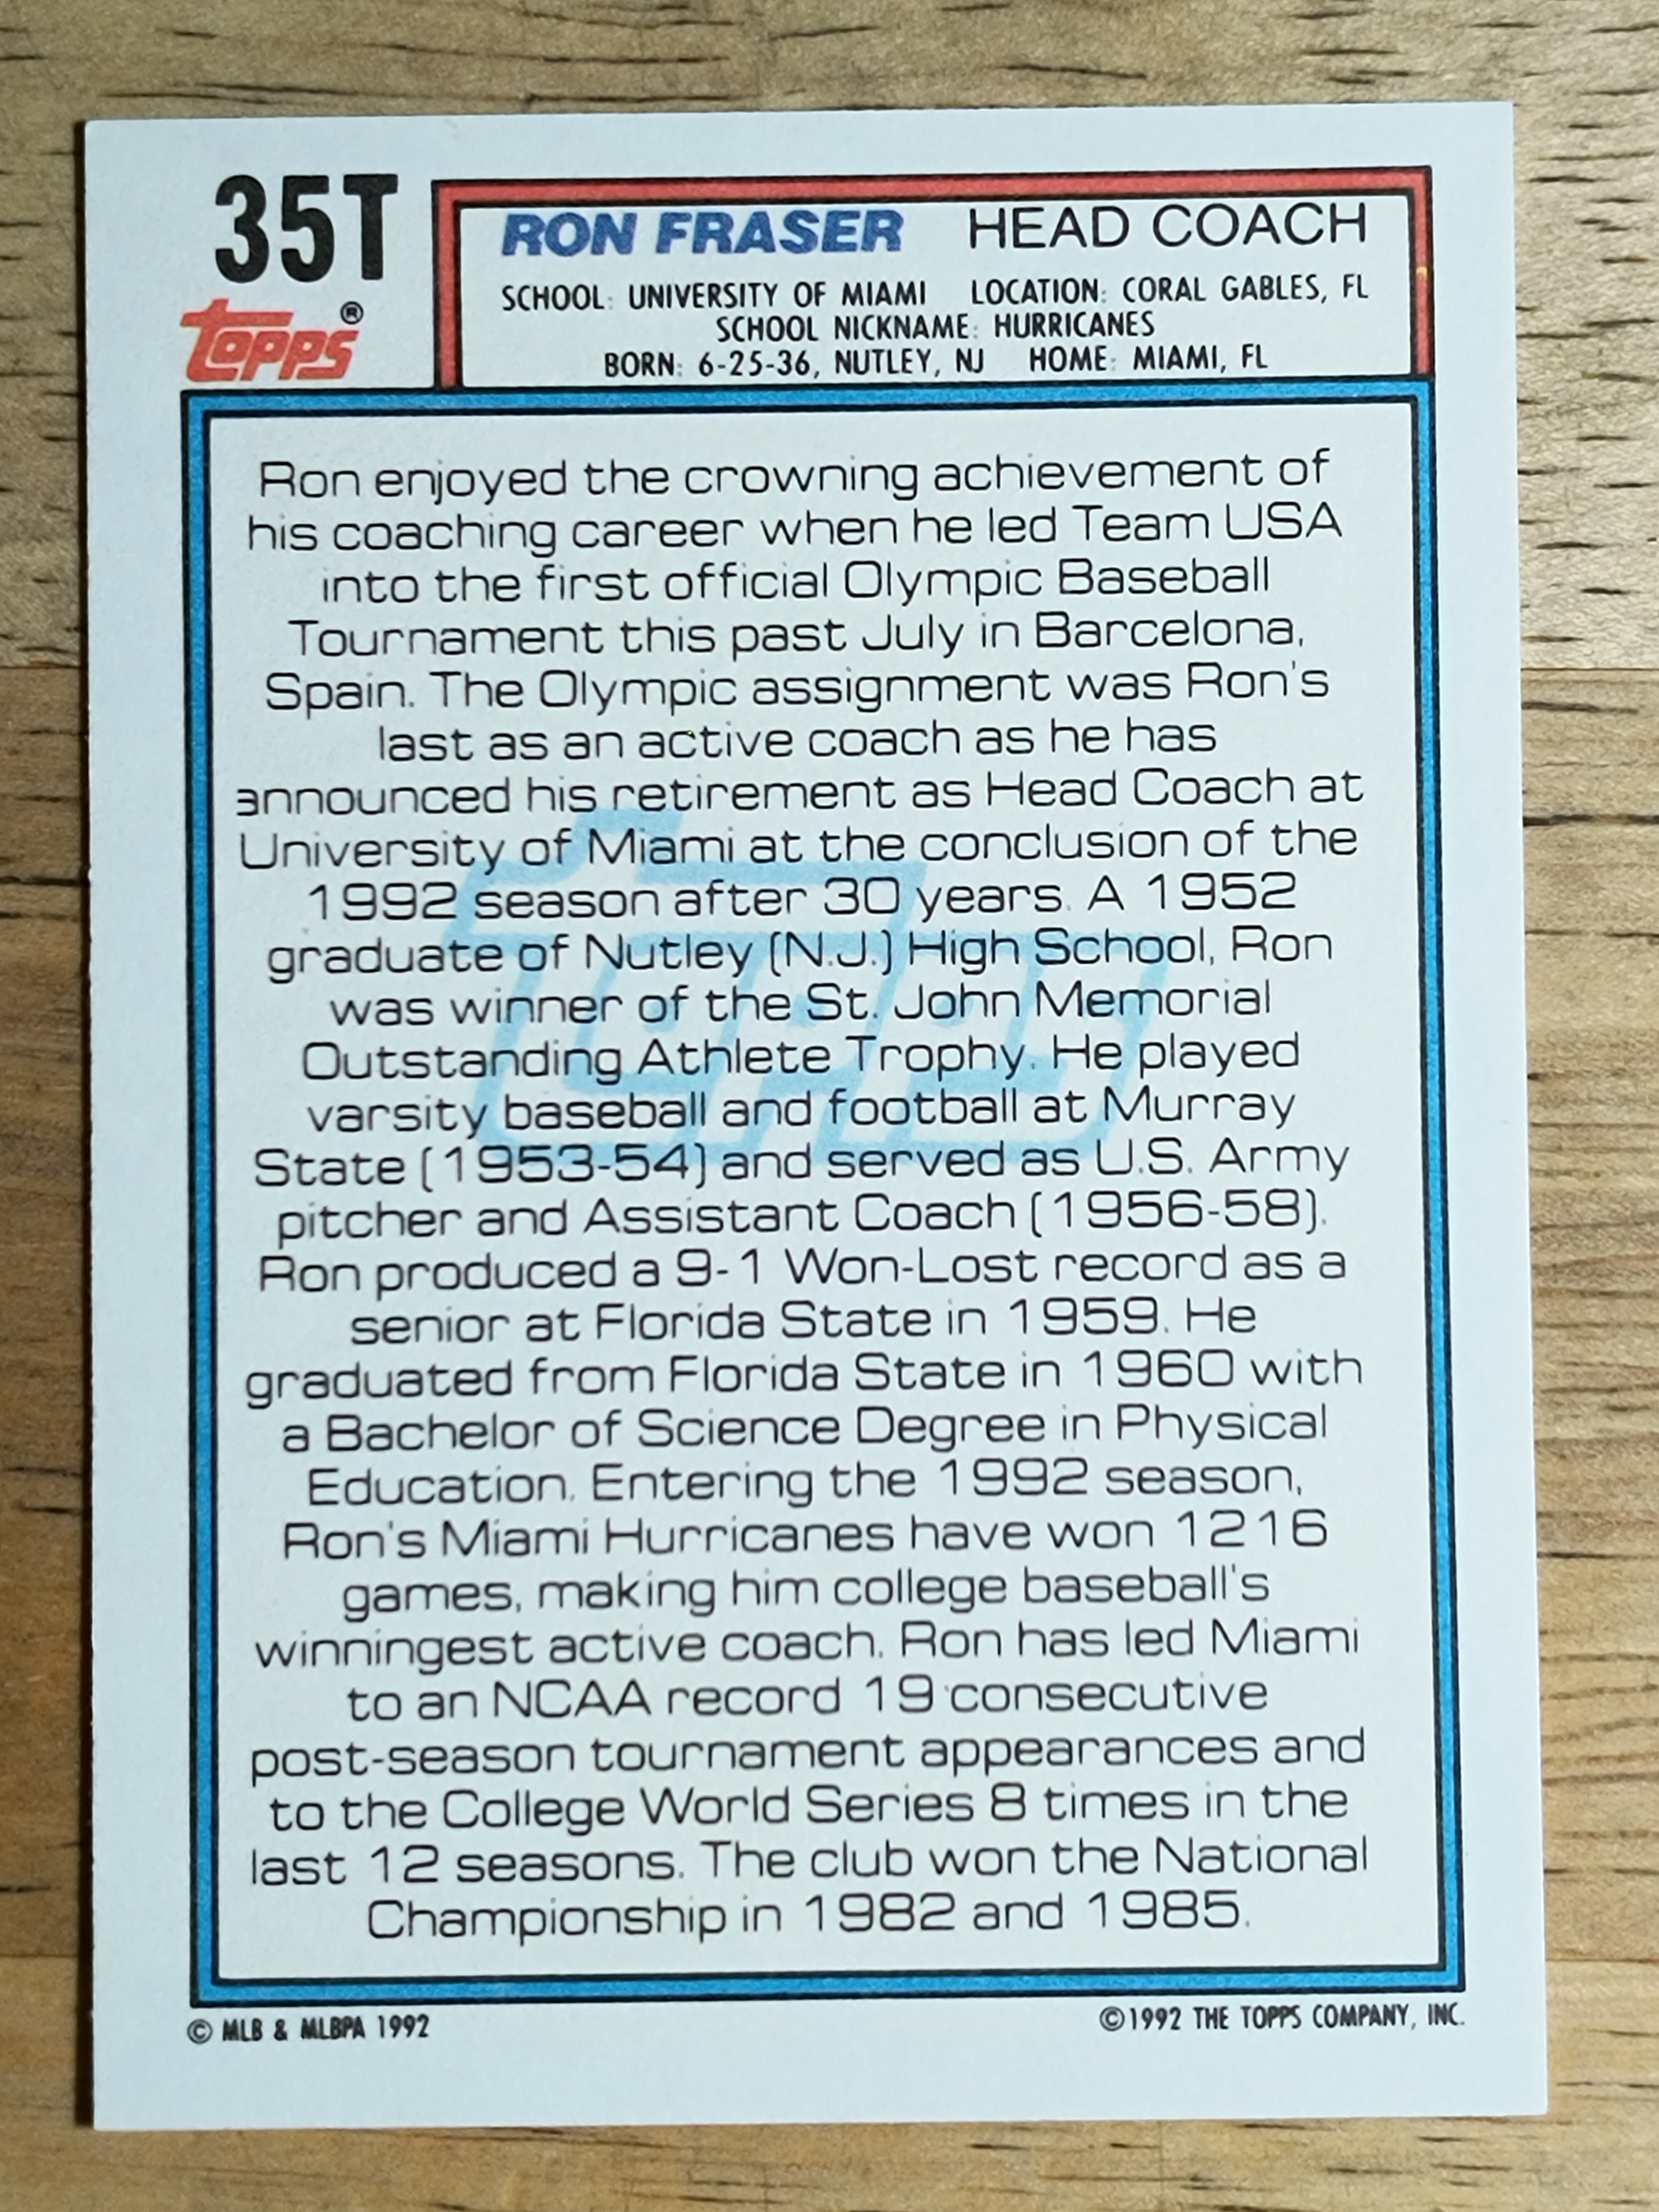 35T
topps®
RON FRASER HEAD COACH
SCHOOL: UNIVERSITY OF MIAMI LOCATION: CORAL GABLES, FL
SCHOOL NICKNAME: HURRICANES
BORN: 6-25-36, NUTLEY, NJ HOME: MIAMI, FL
Ron enjoyed the crowning achievement of
his coaching career when he led Team USA
into the first official Olympic Baseball
Tournament this past July in Barcelona,
Spain. The Olympic assignment was Ron's
last as an active coach as he has
announced his retirement as Head Coach at
University of Miami at the conclusion of the
1992 season after 30 years. A 1952
graduate of Nutley (N.J.) High School, Ron
was winner of the St. John Memorial
Outstanding Athlete Trophy. He played
varsity baseball and football at Murray
State (1953-54) and served as U.S. Army
pitcher and Assistant Coach (1956-58).
Ron produced a 9-1 Won-Lost record as a
senior at Florida State in 1959. He
graduated from Florida State in 1960 with
a Bachelor of Science Degree in Physical
Education. Entering the 1992 season,
Ron's Miami Hurricanes have won 1216
games, making him college baseball's
winningest active coach. Ron has led Miami
to an NCAA record 19 consecutive
post-season tournament appearances and
to the College World Series 8 times in the
last 12 seasons. The club won the National
Championship in 1982 and 1985.
topps
© MLB & MLBPA 1992
©1992 THE TOPPS COMPANY, INC.